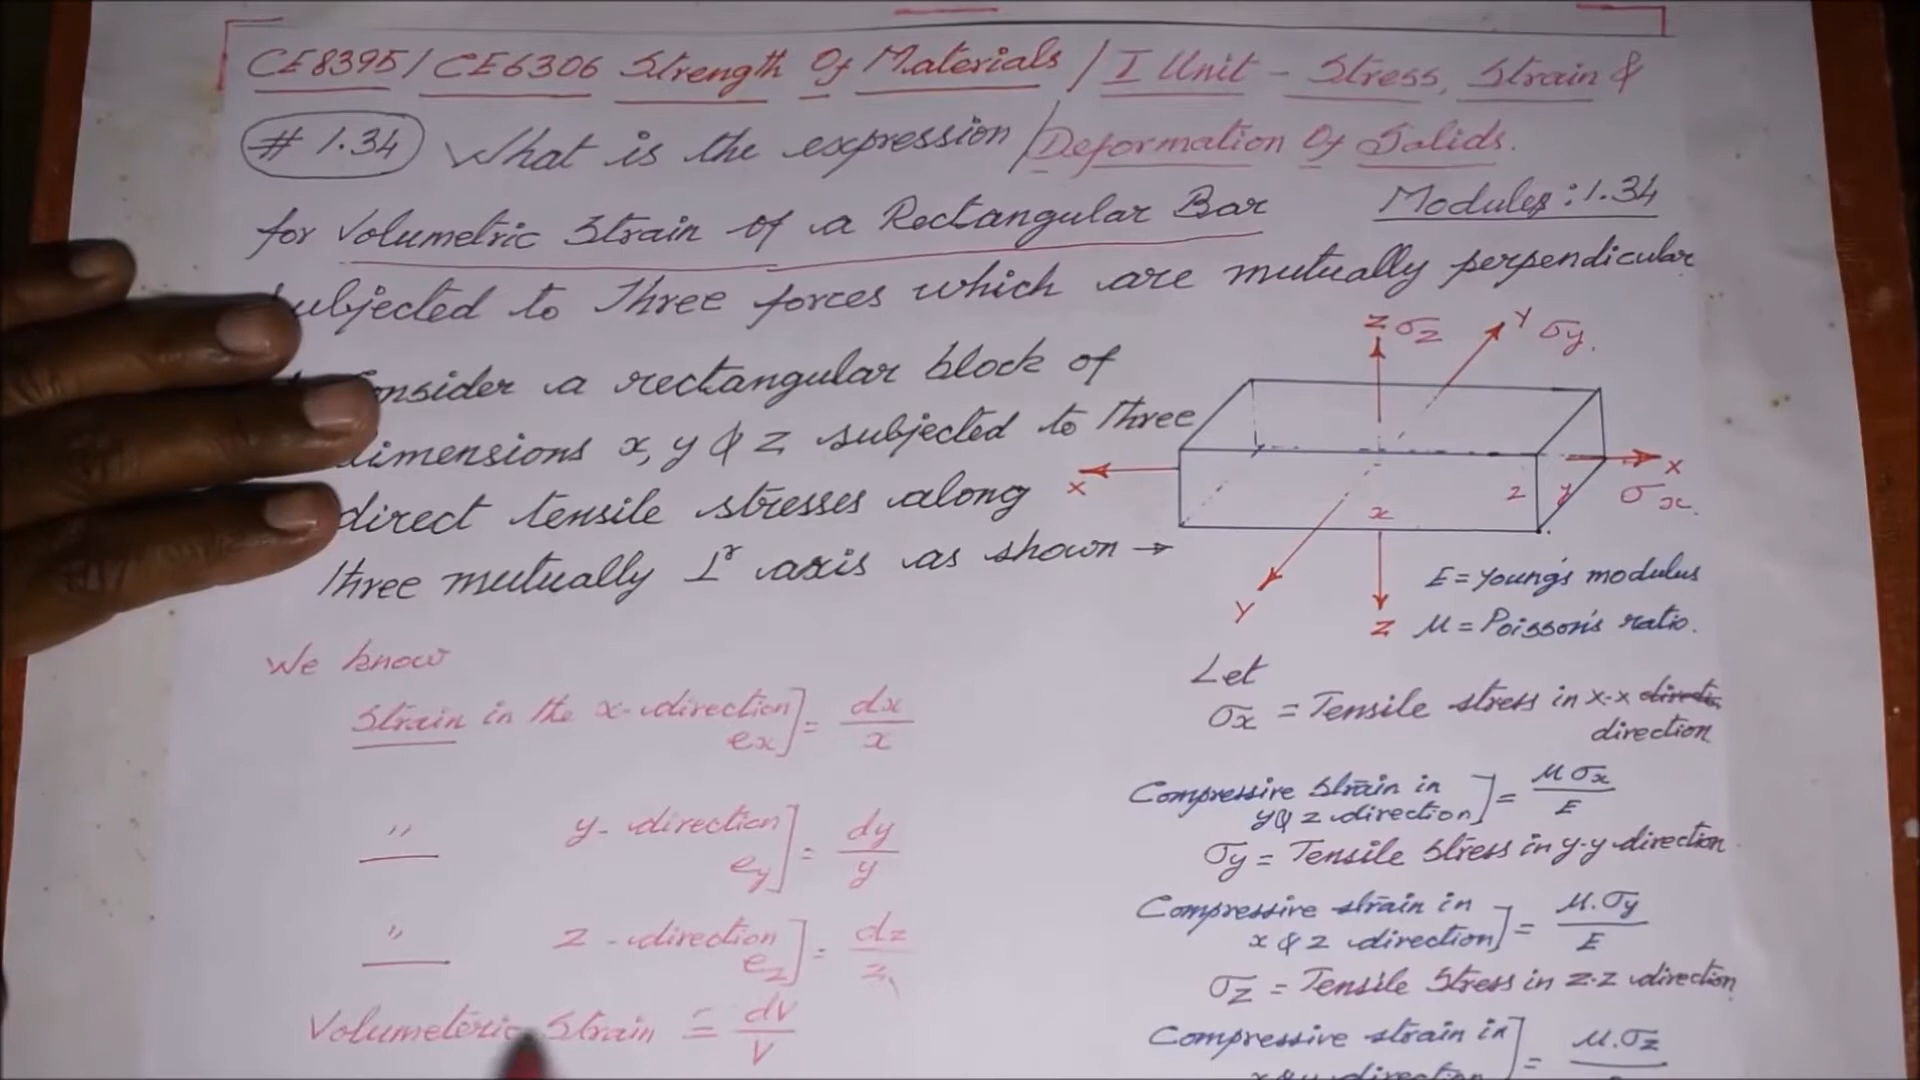 CE8395/CE6306 Strength Of Materials / I Unit - Stress, Strain &
#1.34 What is the expression / Deformation Of Solids.
for Volumetric Strain of a Rectangular Bar
Modules: 1.34
subjected to Three forces which are mutually perpendicular
Consider a rectangular block of
dimensions x, y & z subjected to Three
direct tensile stresses along
Three mutually ⊥r axis as shown →
Z σz
Y σy.
X
X
σx.
z
y
x
Y
Z
E = Young's modulus
μ = Poisson's ratio.
We know
Strain in the x-direction ex] = dx/x
" y-direction ey] = dy/y
" z-direction ez] = dz/z
Volumeteric Strain = dV/V
Let
σx = Tensile stress in x-x
direction
Compressive strain in
y & z direction] = μσx/E
σy = Tensile Stress in y-y direction
Compressive strain in
x & z direction] = μ.σy/E
σz = Tensile Stress in z-z direction
Compressive strain in] = μ.σz